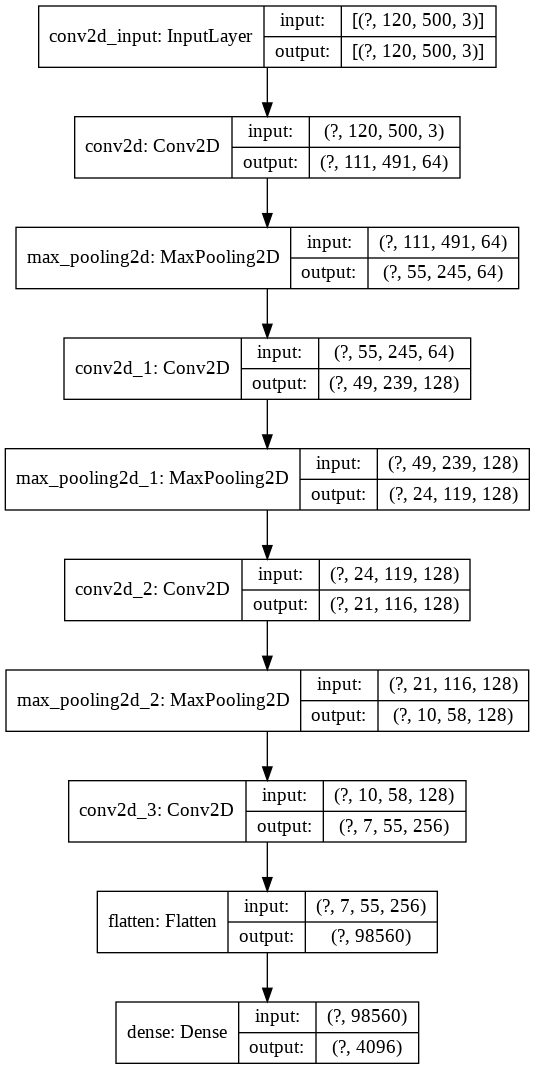 conv2d_input: InputLayer input: [(?, 120, 500, 3)]
output: [(?, 120, 500, 3)]
conv2d: Conv2D input: (?, 120, 500, 3)
output: (?, 111, 491, 64)
max_pooling2d: MaxPooling2D input: (?, 111, 491, 64)
output: (?, 55, 245, 64)
conv2d_1: Conv2D input: (?, 55, 245, 64)
output: (?, 49, 239, 128)
max_pooling2d_1: MaxPooling2D input: (?, 49, 239, 128)
output: (?, 24, 119, 128)
conv2d_2: Conv2D input: (?, 24, 119, 128)
output: (?, 21, 116, 128)
max_pooling2d_2: MaxPooling2D input: (?, 21, 116, 128)
output: (?, 10, 58, 128)
conv2d_3: Conv2D input: (?, 10, 58, 128)
output: (?, 7, 55, 256)
flatten: Flatten input: (?, 7, 55, 256)
output: (?, 98560)
dense: Dense input: (?, 98560)
output: (?, 4096)